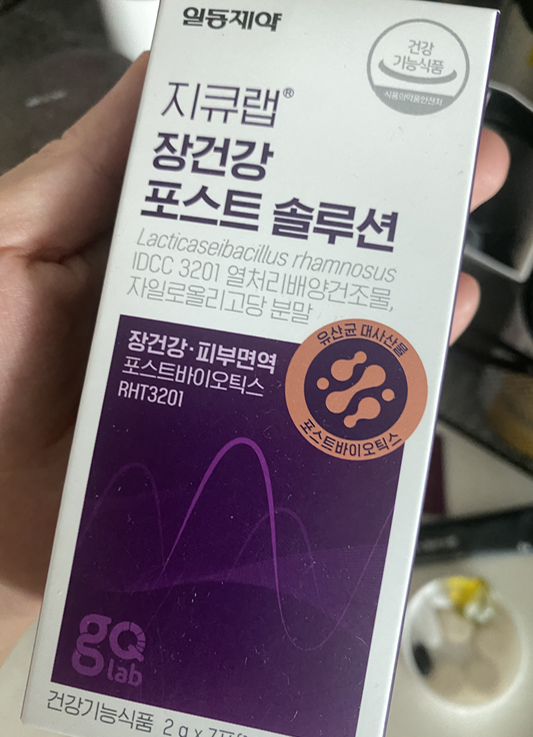 일동제약
건강
기능식품
식품의약품안전처
지큐랩®
장건강
포스트 솔루션
Lacticaseibacillus rhamnosus
IDCC 3201 열처리배양건조물,
자일로올리고당 분말
장건강·피부면역
포스트바이오틱스
RHT3201
유산균 대사산물
포스트바이오틱스
gQ
lab
건강기능식품 2 g x 7포